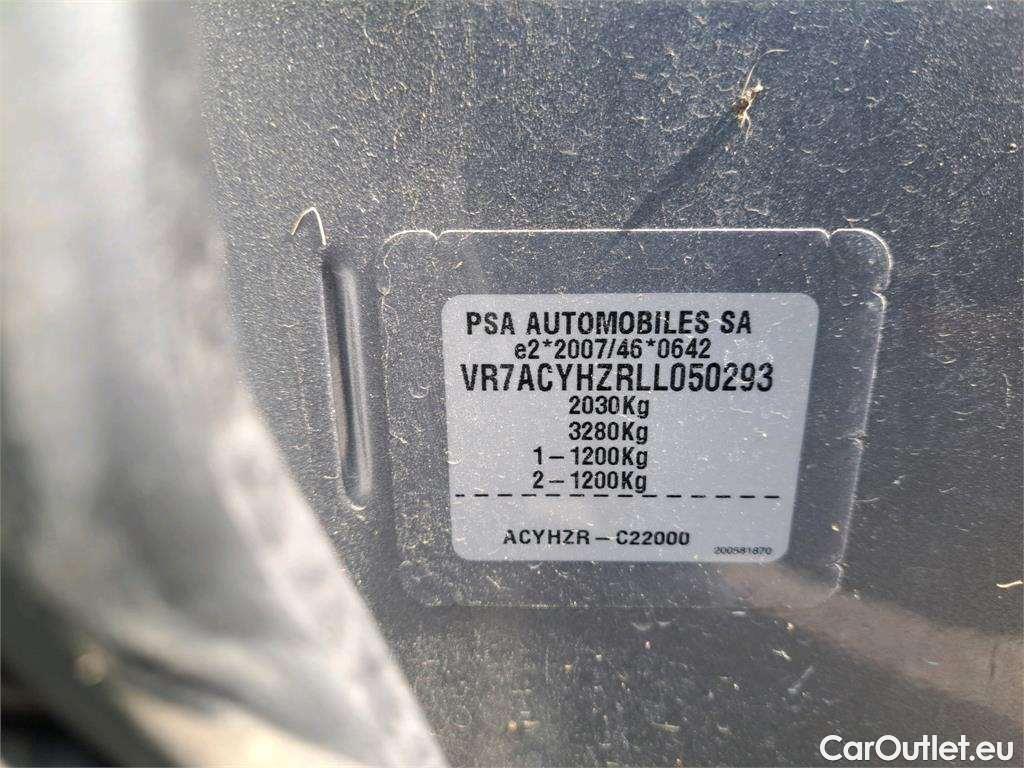 PSA AUTOMOBILES SA
e2*2007/46*0642
VR7ACYHZRLL050293
2030Kg
3280Kg
1-1200Kg
2-1200Kg
ACYHZR-C22000
200581870
CarOutlet.eu